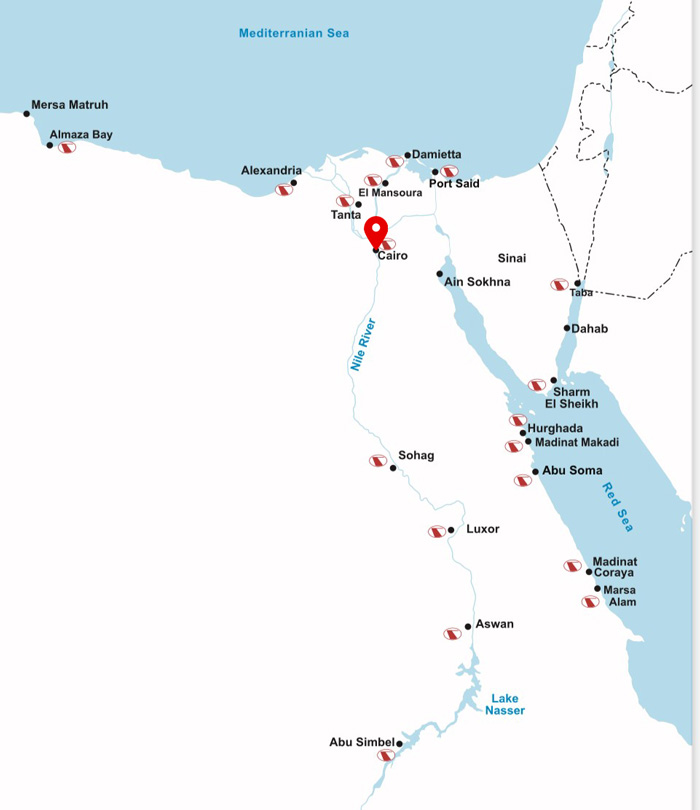 Mediterranian Sea
Mersa Matruh
Almaza Bay
Alexandria
Damietta
Port Said
El Mansoura
Tanta
Cairo
Sinai
Ain Sokhna
Taba
Dahab
Nile River
Sharm
El Sheikh
Hurghada
Madinat Makadi
Sohag
Abu Soma
Red Sea
Luxor
Madinat
Coraya
Marsa
Alam
Aswan
Lake
Nasser
Abu Simbel